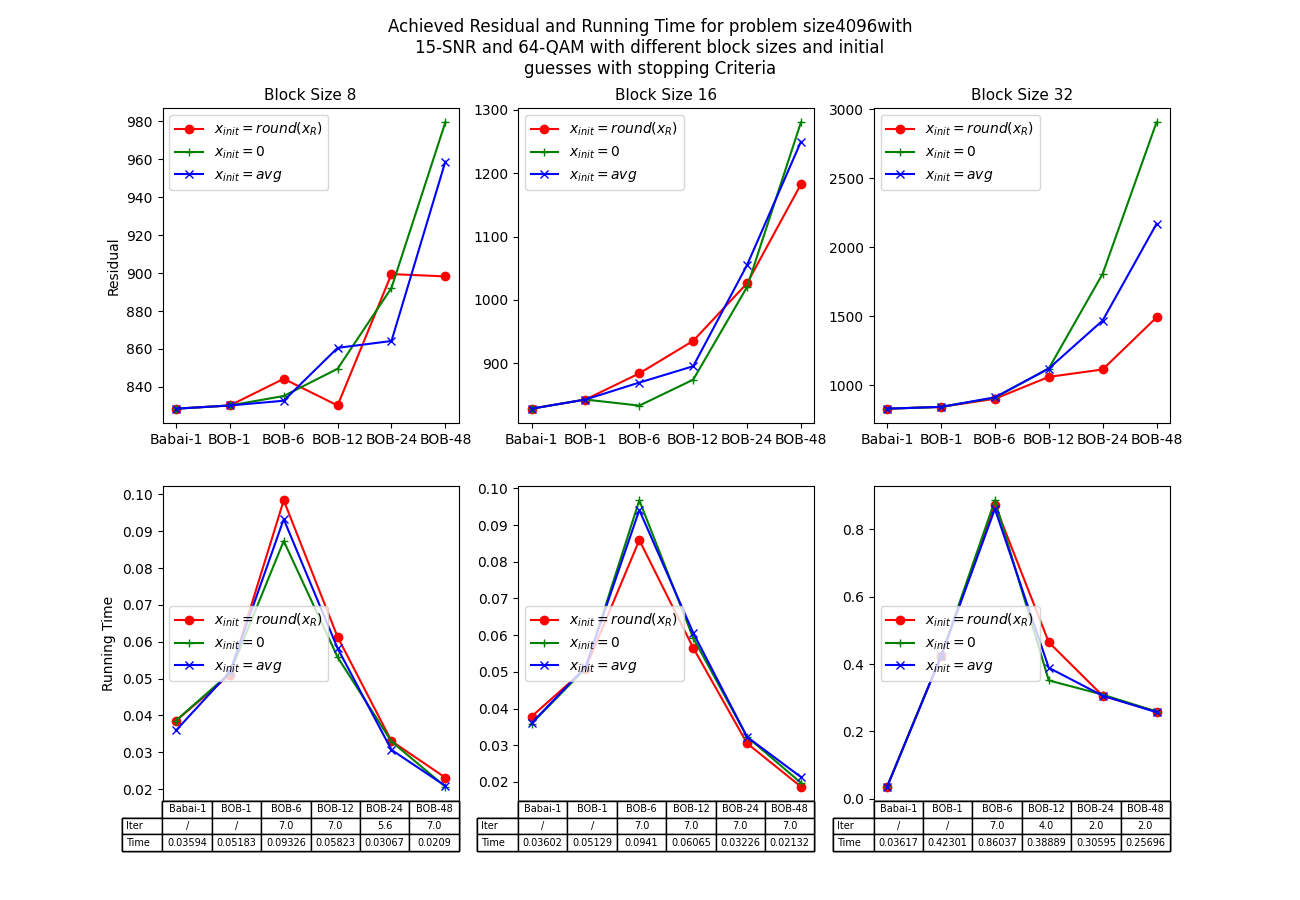 Achieved Residual and Running Time for problem size4096with
15-SNR and 64-QAM with different block sizes and initial
guesses with stopping Criteria
Block Size 8
Residual
980
960
940
920
900
880
860
840
x_init = round(x_R)
x_init = 0
x_init = avg
Babai-1 BOB-1 BOB-6 BOB-12 BOB-24 BOB-48
Block Size 16
1300
1200
1100
1000
900
x_init = round(x_R)
x_init = 0
x_init = avg
Babai-1 BOB-1 BOB-6 BOB-12 BOB-24 BOB-48
Block Size 32
3000
2500
2000
1500
1000
x_init = round(x_R)
x_init = 0
x_init = avg
Babai-1 BOB-1 BOB-6 BOB-12 BOB-24 BOB-48
Running Time
0.10
0.09
0.08
0.07
0.06
0.05
0.04
0.03
0.02
x_init = round(x_R)
x_init = 0
x_init = avg
Babai-1 BOB-1 BOB-6 BOB-12 BOB-24 BOB-48
Iter / / 7.0 7.0 5.6 7.0
Time 0.03594 0.05183 0.09326 0.05823 0.03067 0.0209
0.10
0.09
0.08
0.07
0.06
0.05
0.04
0.03
0.02
x_init = round(x_R)
x_init = 0
x_init = avg
Babai-1 BOB-1 BOB-6 BOB-12 BOB-24 BOB-48
Iter / / 7.0 7.0 7.0 7.0
Time 0.03602 0.05129 0.0941 0.06065 0.03226 0.02132
0.8
0.6
0.4
0.2
0.0
x_init = round(x_R)
x_init = 0
x_init = avg
Babai-1 BOB-1 BOB-6 BOB-12 BOB-24 BOB-48
Iter / / 7.0 4.0 2.0 2.0
Time 0.03617 0.42301 0.86037 0.38889 0.30595 0.25696